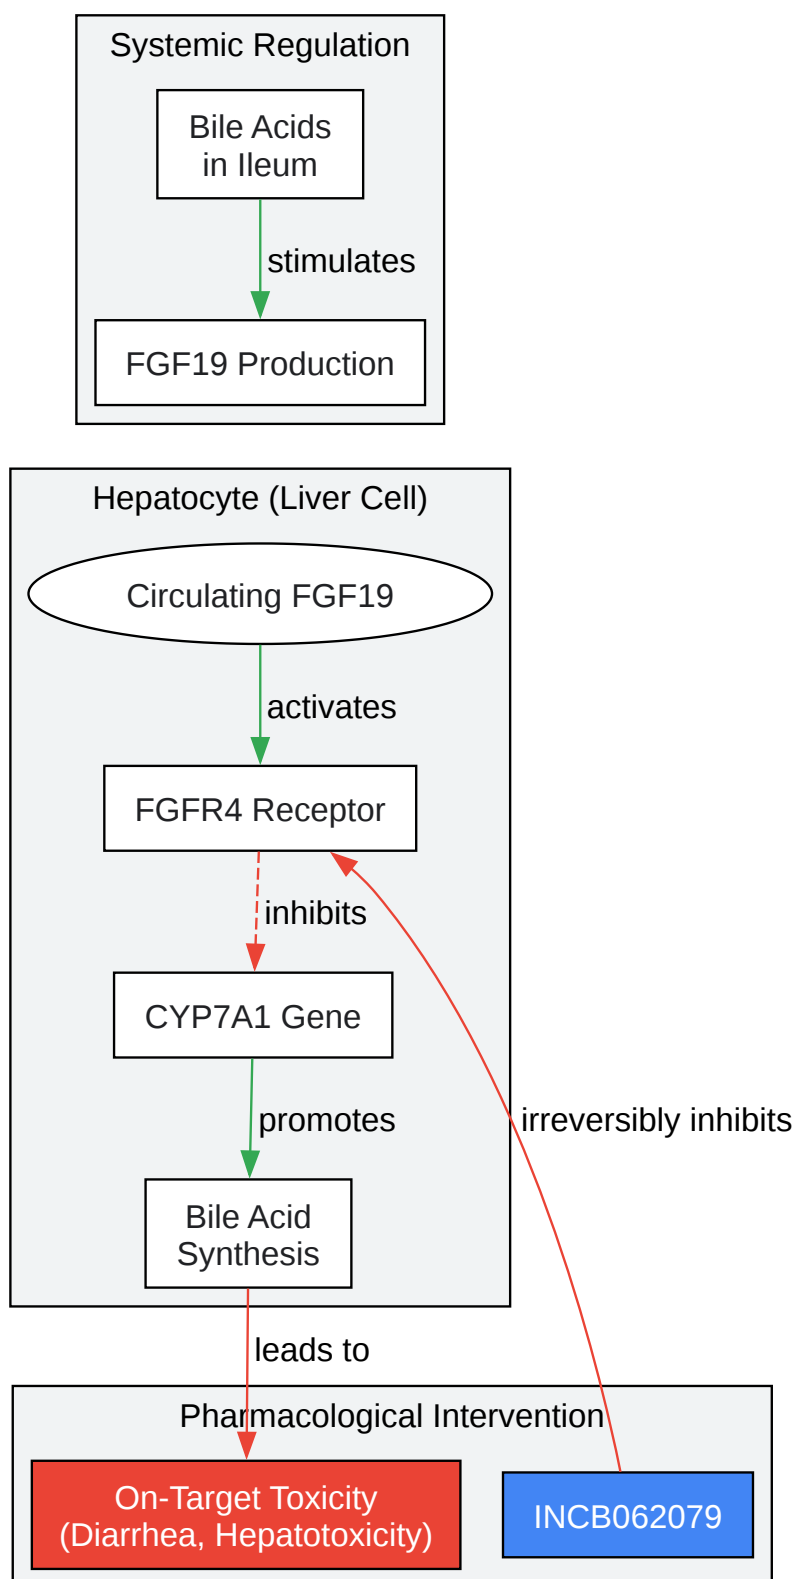 Systemic Regulation
Bile Acids
in Ileum
stimulates
FGF19 Production
Hepatocyte (Liver Cell)
Circulating FGF19
activates
FGFR4 Receptor
inhibits
CYP7A1 Gene
promotes
irreversibly inhibits
Bile Acid
Synthesis
leads to
Pharmacological Intervention
On-Target Toxicity
(Diarrhea, Hepatotoxicity)
INCB062079